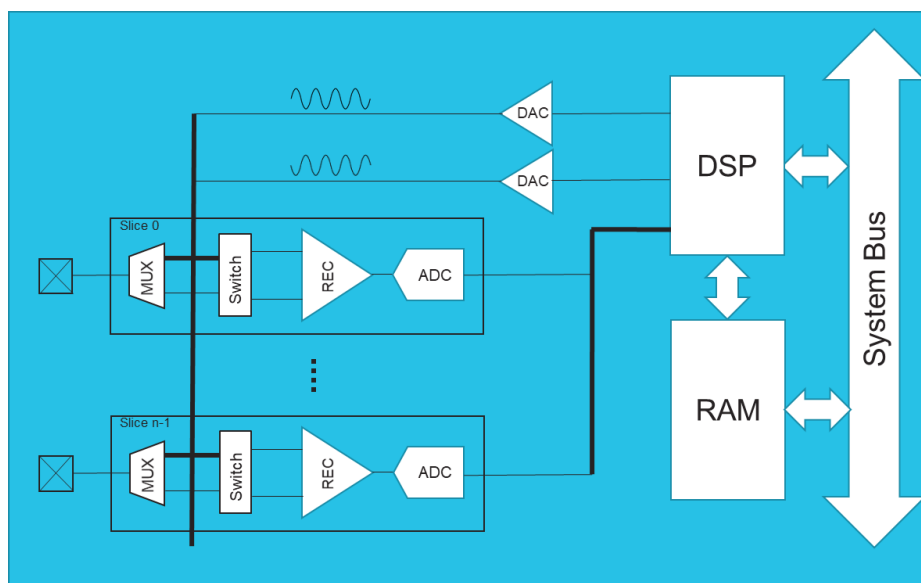 DAC
DSP
DAC
Slice 0
MUX
Switch
REC
ADC
System Bus
RAM
Slice n-1
MUX
Switch
REC
ADC